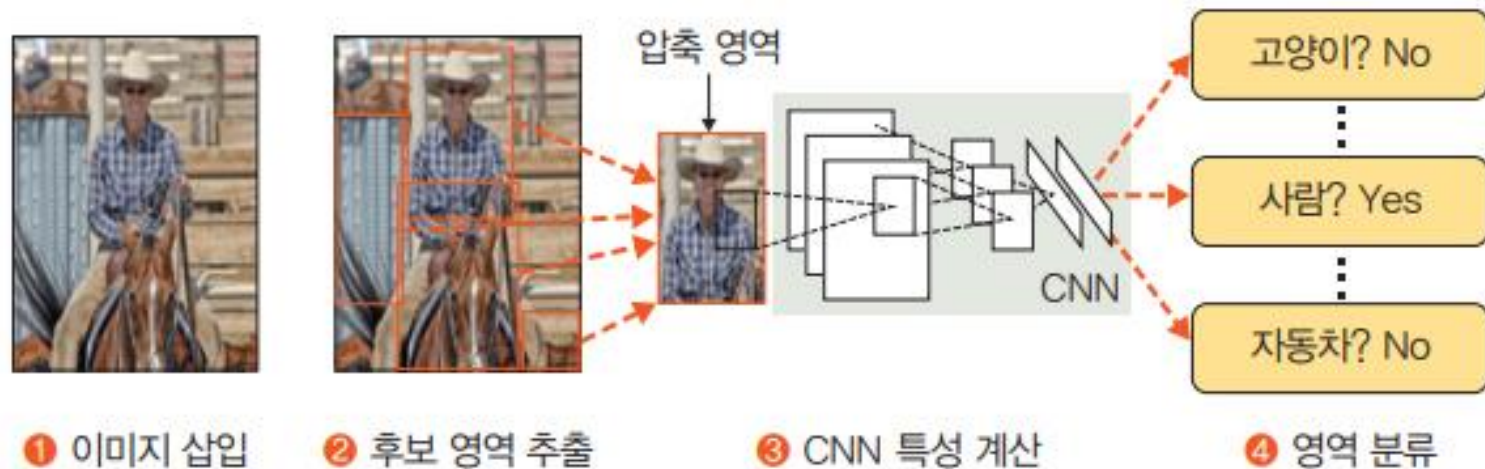 압축 영역
고양이? No
사람? Yes
CNN
자동차? No
❶ 이미지 삽입
❷ 후보 영역 추출
❸ CNN 특성 계산
❹ 영역 분류